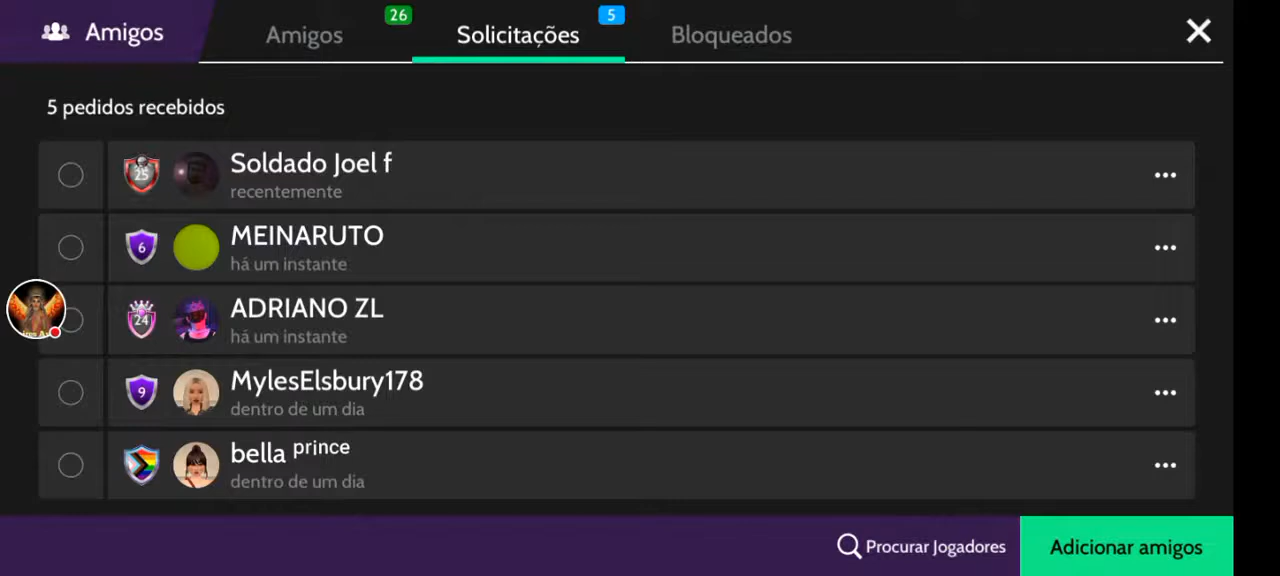 Amigos
Amigos
26
Solicitações
5
Bloqueados
5 pedidos recebidos
25
Soldado Joel f
recentemente
6
MEINARUTO
há um instante
24
ADRIANO ZL
há um instante
9
MylesElsbury178
dentro de um dia
bella prince
dentro de um dia
Procurar Jogadores
Adicionar amigos